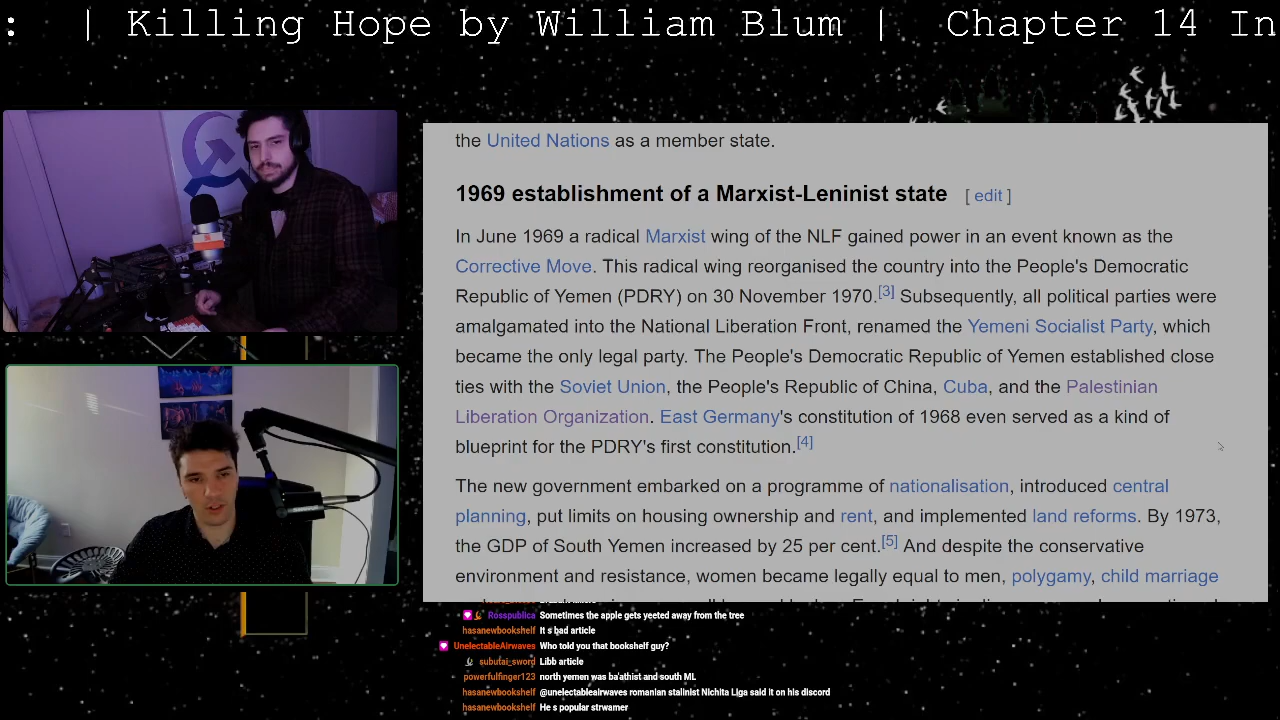 : | Killing Hope by William Blum | Chapter 14 In
the United Nations as a member state.
1969 establishment of a Marxist-Leninist state [ edit ]
In June 1969 a radical Marxist wing of the NLF gained power in an event known as the
Corrective Move. This radical wing reorganised the country into the People's Democratic
Republic of Yemen (PDRY) on 30 November 1970.[3] Subsequently, all political parties were
amalgamated into the National Liberation Front, renamed the Yemeni Socialist Party, which
became the only legal party. The People's Democratic Republic of Yemen established close
ties with the Soviet Union, the People's Republic of China, Cuba, and the Palestinian
Liberation Organization. East Germany's constitution of 1968 even served as a kind of
blueprint for the PDRY's first constitution.[4]
The new government embarked on a programme of nationalisation, introduced central
planning, put limits on housing ownership and rent, and implemented land reforms. By 1973,
the GDP of South Yemen increased by 25 per cent.[5] And despite the conservative
environment and resistance, women became legally equal to men, polygamy, child marriage
Rosspublica Sometimes the apple gets yeeted away from the tree
hasanewbookshelf It s bad article
UnelectableAirwaves Who told you that bookshelf guy?
subutai_sword Libb article
powerfulfinger123 north yemen was ba'athist and south ML
hasanewbookshelf @unelectableairwaves romanian stalinist Nichita Liga said it on his discord
hasanewbookshelf He s popular strwamer